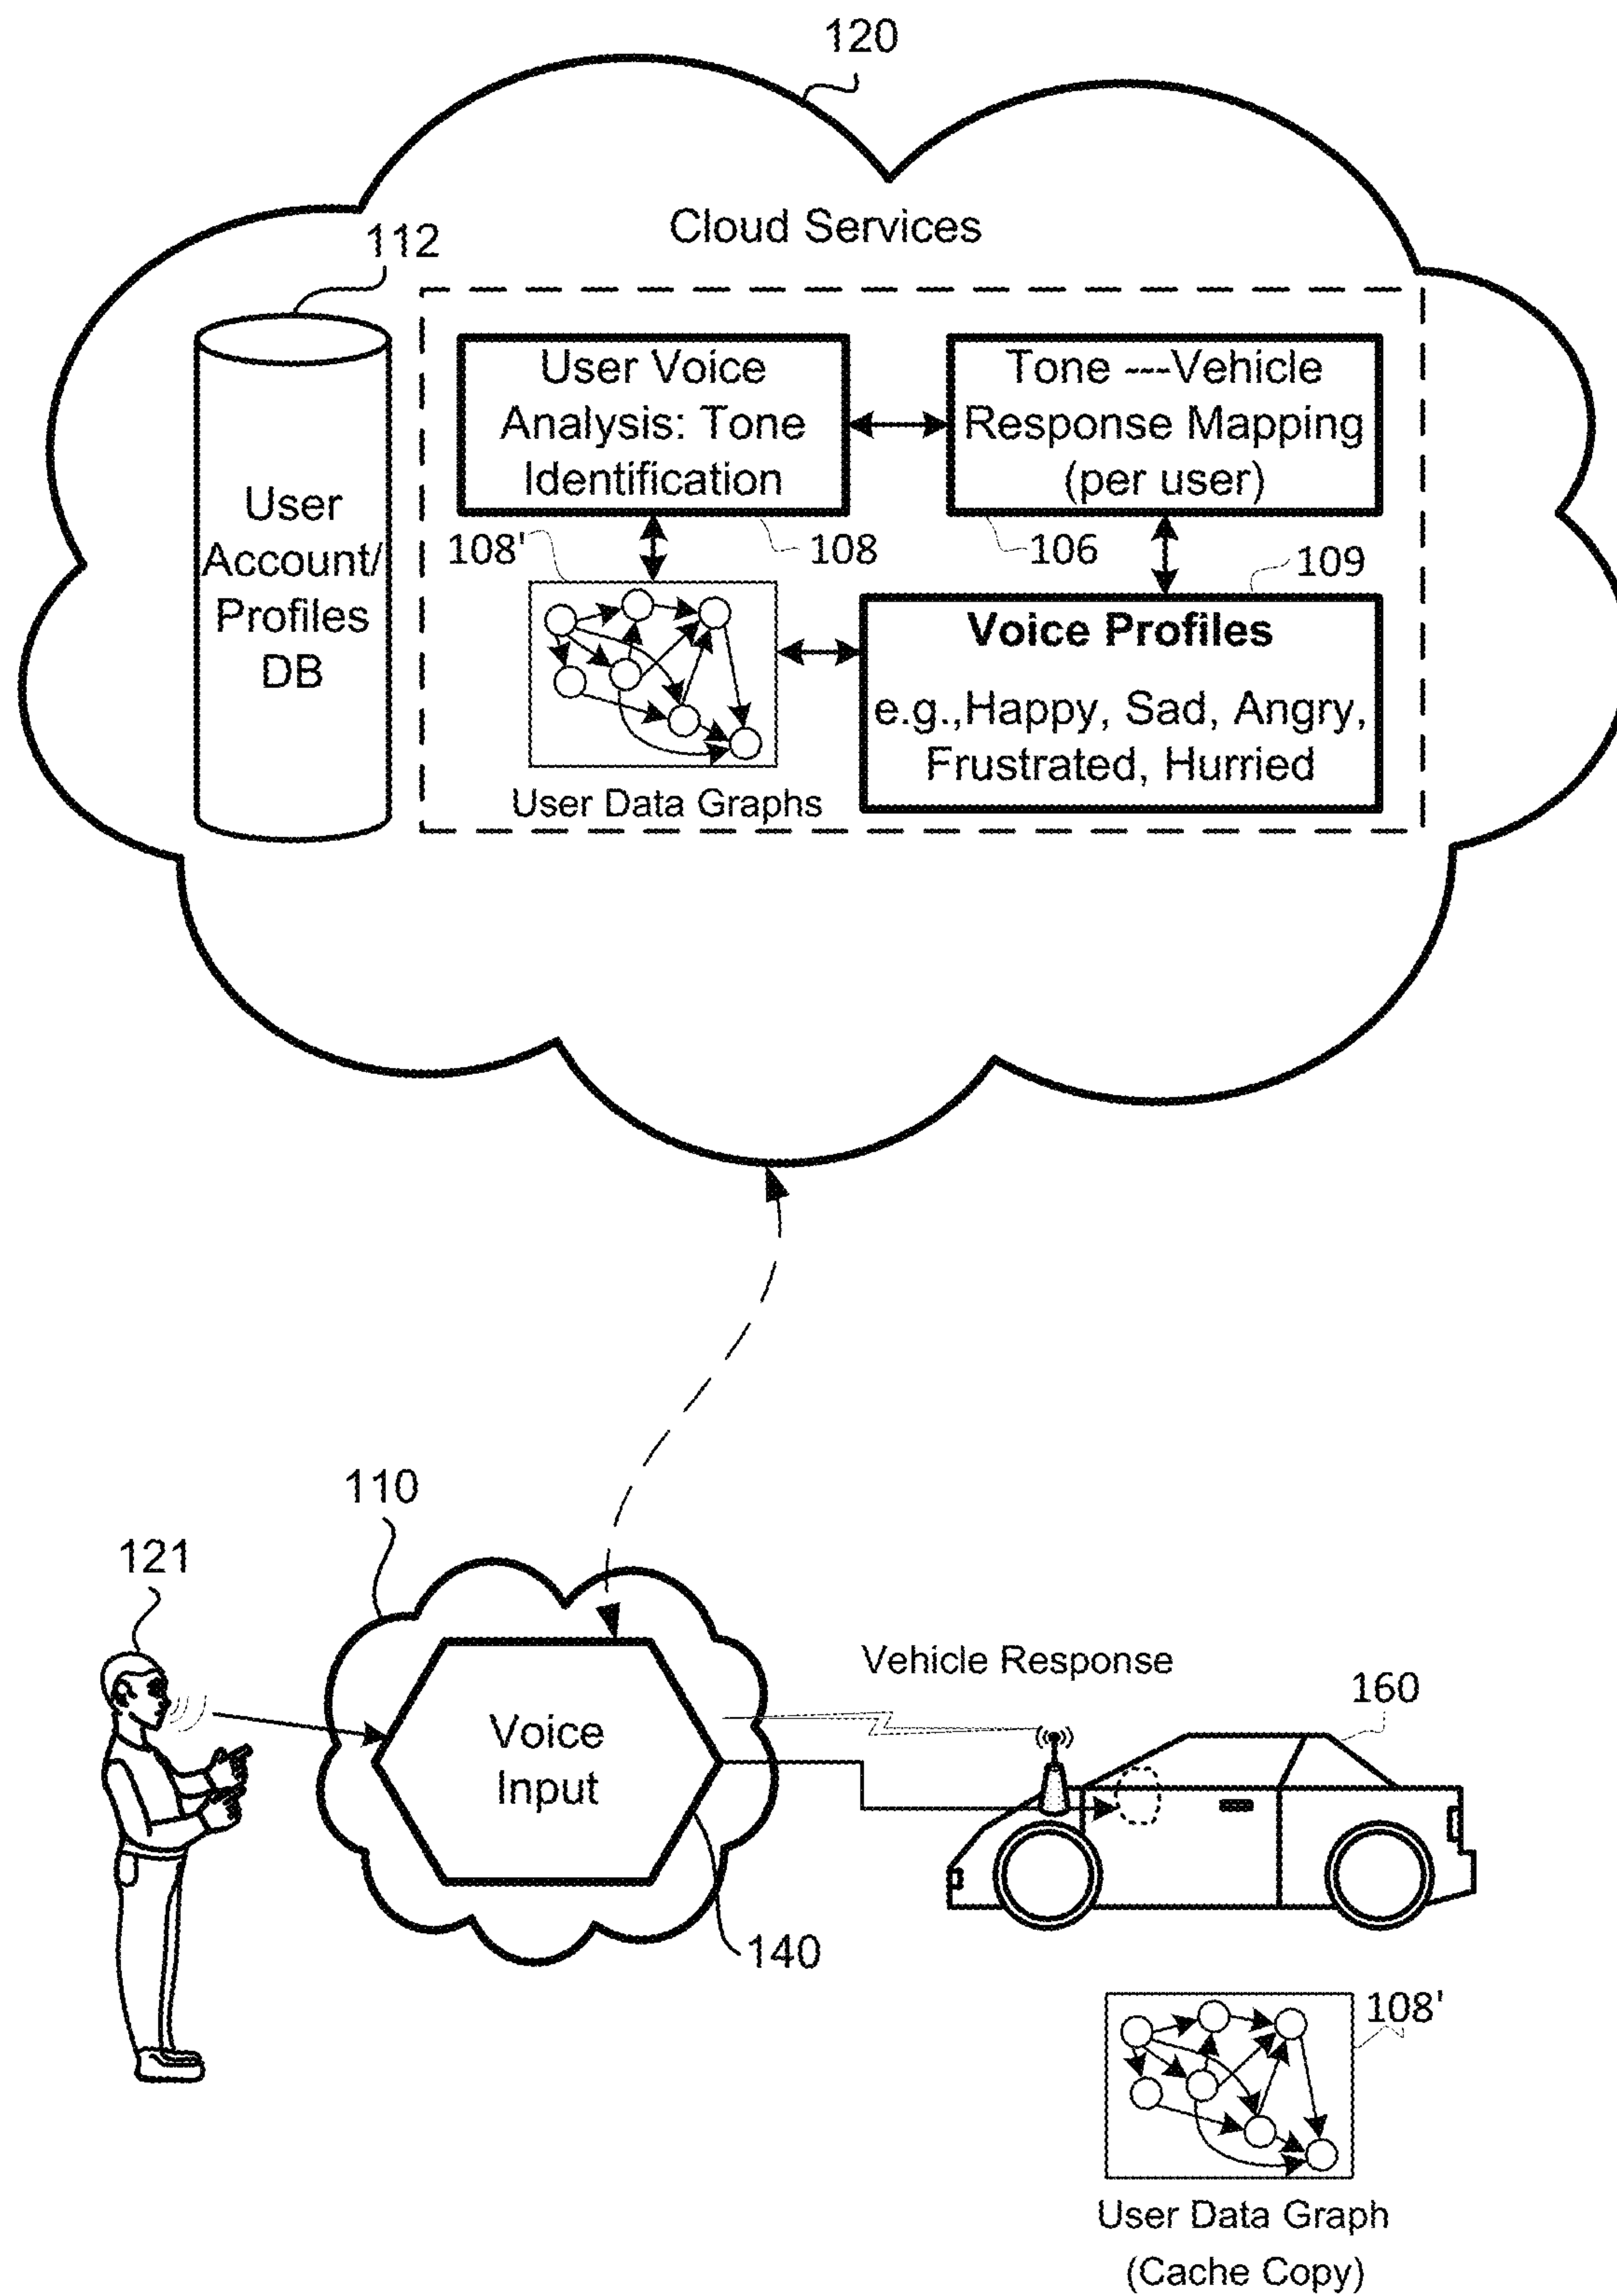 120
Cloud Services
112
User
Account/
Profiles
DB
User Voice
Analysis: Tone
Identification
Tone ---Vehicle
Response Mapping
(per user)
108'
108
106
109
Voice Profiles
e.g.,Happy, Sad, Angry,
Frustrated, Hurried
User Data Graphs
110
121
Voice
Input
140
Vehicle Response
160
108'
User Data Graph
(Cache Copy)